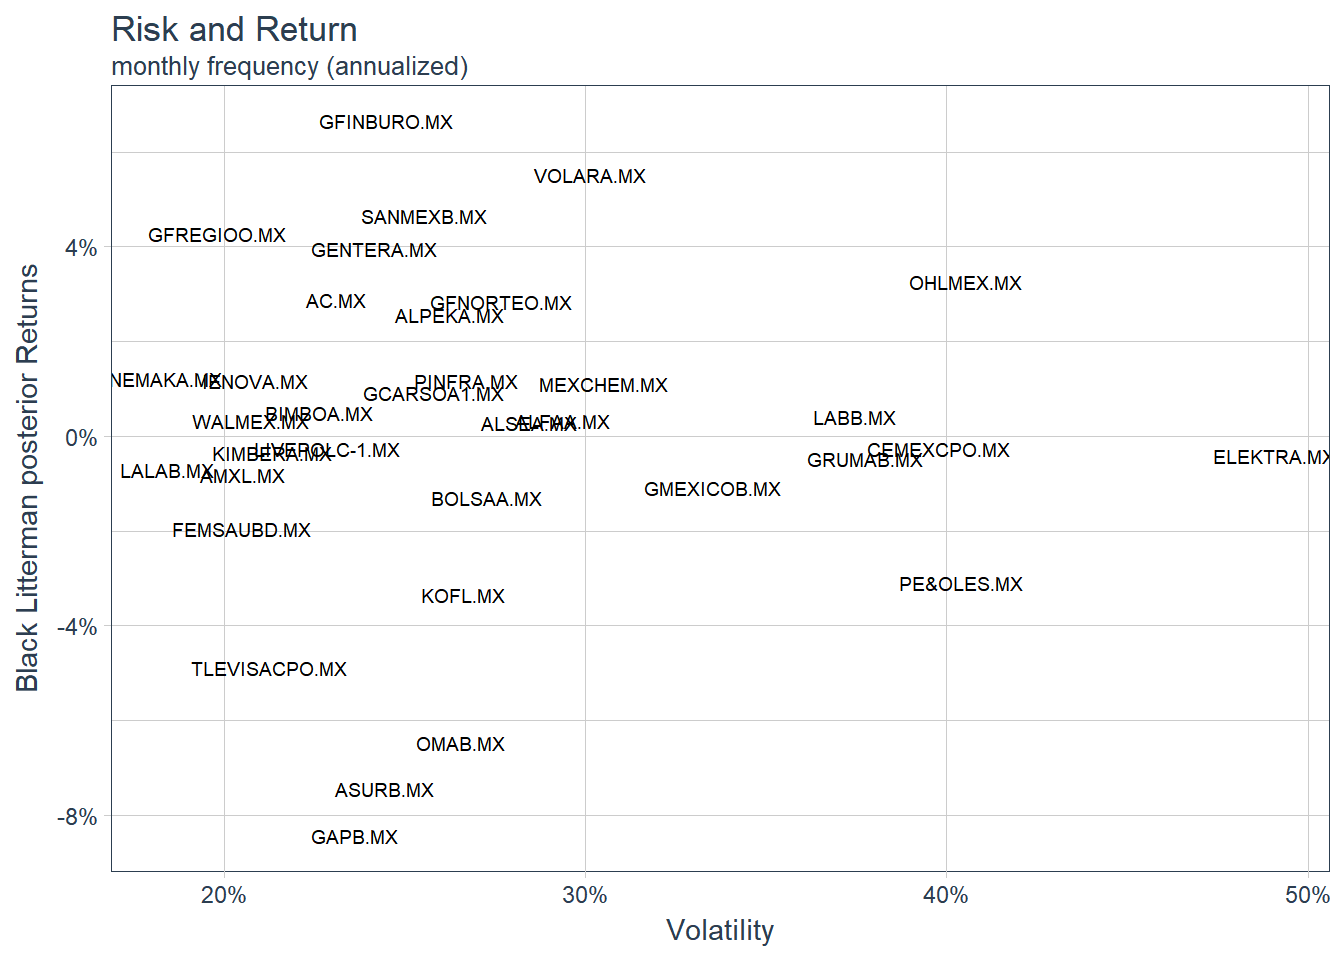 Risk and Return
monthly frequency (annualized)
GFINBURO.MX
VOLARA.MX
SANMEXB.MX
GFREGIOO.MX
GENTERA.MX
4%
OHLMEX.MX
AC.MX
GFNORTEO.MX
ALPEKA.MX
NEMAKA.MX
IENOVA.MX
PINFRA.MX
MEXCHEM.MX
GCARSOA1.MX
BIMBOA.MX
WALMEX.MX
ALSEA.MX
ALFAA.MX
LABB.MX
0%
LIVEPOLC-1.MX
KIMBERA.MX
CEMEXCPO.MX
GRUMAB.MX
ELEKTRA.MX
LALAB.MX
AMXL.MX
GMEXICOB.MX
BOLSAA.MX
FEMSAUBD.MX
PE&OLES.MX
KOFL.MX
-4%
TLEVISACPO.MX
OMAB.MX
ASURB.MX
-8%
GAPB.MX
20%
30%
40%
50%
Volatility
Black Litterman posterior Returns